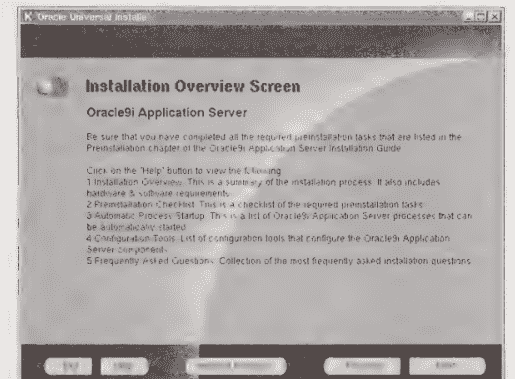 Oracle Universal Installe
Installation Overview Screen
Oracle9i Application Server
Be sure that you have completed all the required preinstallation tasks that are listed in the
Preinstallation chapter of the Oracle9i Application Server Installation Guide
Click on the "Help" button to view the following
1 Installation Overview. This is a summary of the installation process. It also includes
hardware & software requirements
2 Preinstallation Checklist. This is a checklist of the required preinstallation tasks
3 Automatic Process Startup. This is a list of Oracle9i Application Server processes that can
be automatically started
4 Configuration Tools. List of configuration tools that configure the Oracle9i Application
Server components
5 Frequently Asked Questions. Collection of the most frequently asked installation questions